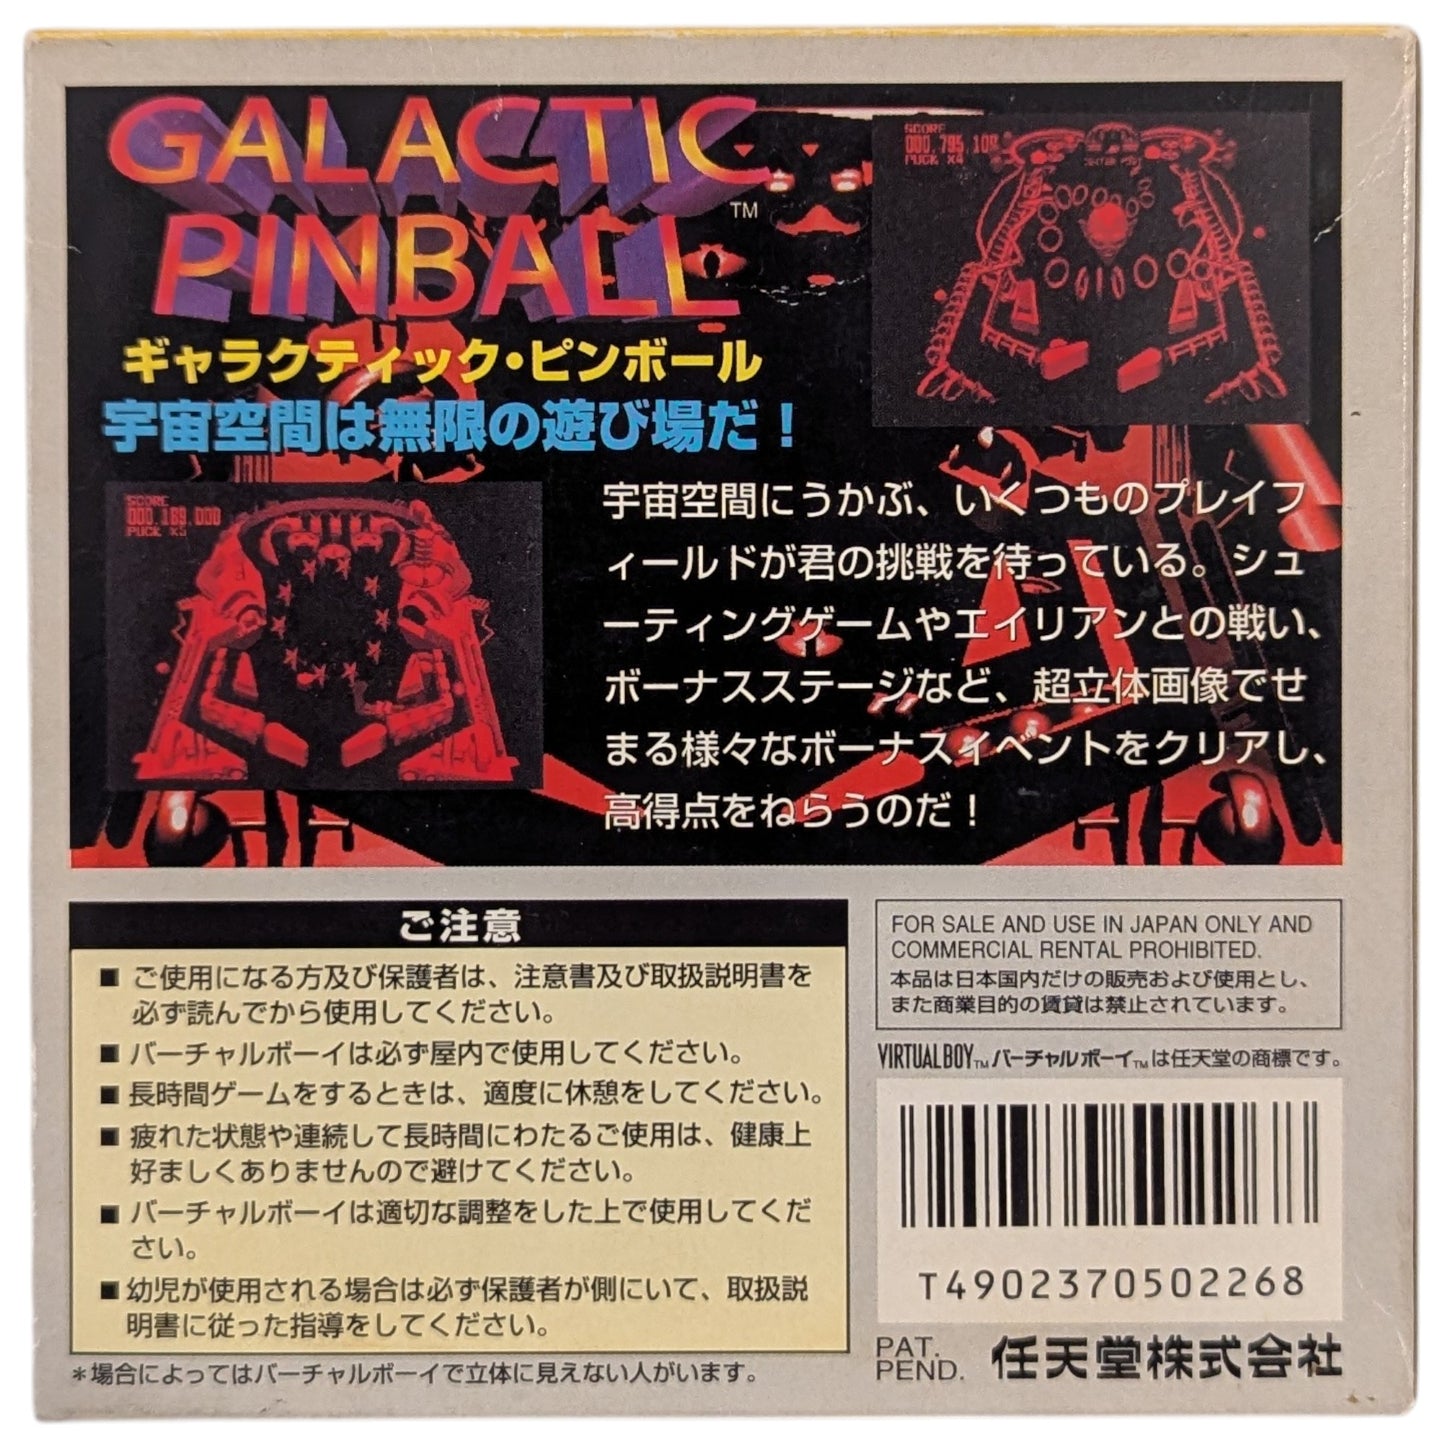 GALACTIC
PINBALL™
ギャラクティック・ピンボール
宇宙空間は無限の遊び場だ！
SCORE
000,795,100
PUCK x4
SCORE
000,189,000
PUCK x5
宇宙空間にうかぶ、いくつものプレイフ
ィールドが君の挑戦を待っている。シュ
ーティングゲームやエイリアンとの戦い、
ボーナスステージなど、超立体画像でせ
まる様々なボーナスイベントをクリアし、
高得点をねらうのだ！
ご注意
■ご使用になる方及び保護者は、注意書及び取扱説明書を
必ず読んでから使用してください。
■バーチャルボーイは必ず屋内で使用してください。
■長時間ゲームをするときは、適度に休憩をしてください。
■疲れた状態や連続して長時間にわたるご使用は、健康上
好ましくありませんので避けてください。
■バーチャルボーイは適切な調整をした上で使用してくだ
さい。
■幼児が使用される場合は必ず保護者が側にいて、取扱説
明書に従った指導をしてください。
＊場合によってはバーチャルボーイで立体に見えない人がいます。
FOR SALE AND USE IN JAPAN ONLY AND
COMMERCIAL RENTAL PROHIBITED.
本品は日本国内だけの販売および使用とし、
また商業目的の賃貸は禁止されています。
VIRTUAL BOY™バーチャルボーイ™は任天堂の商標です。
T4902370502268
PAT.
PEND.
任天堂株式会社